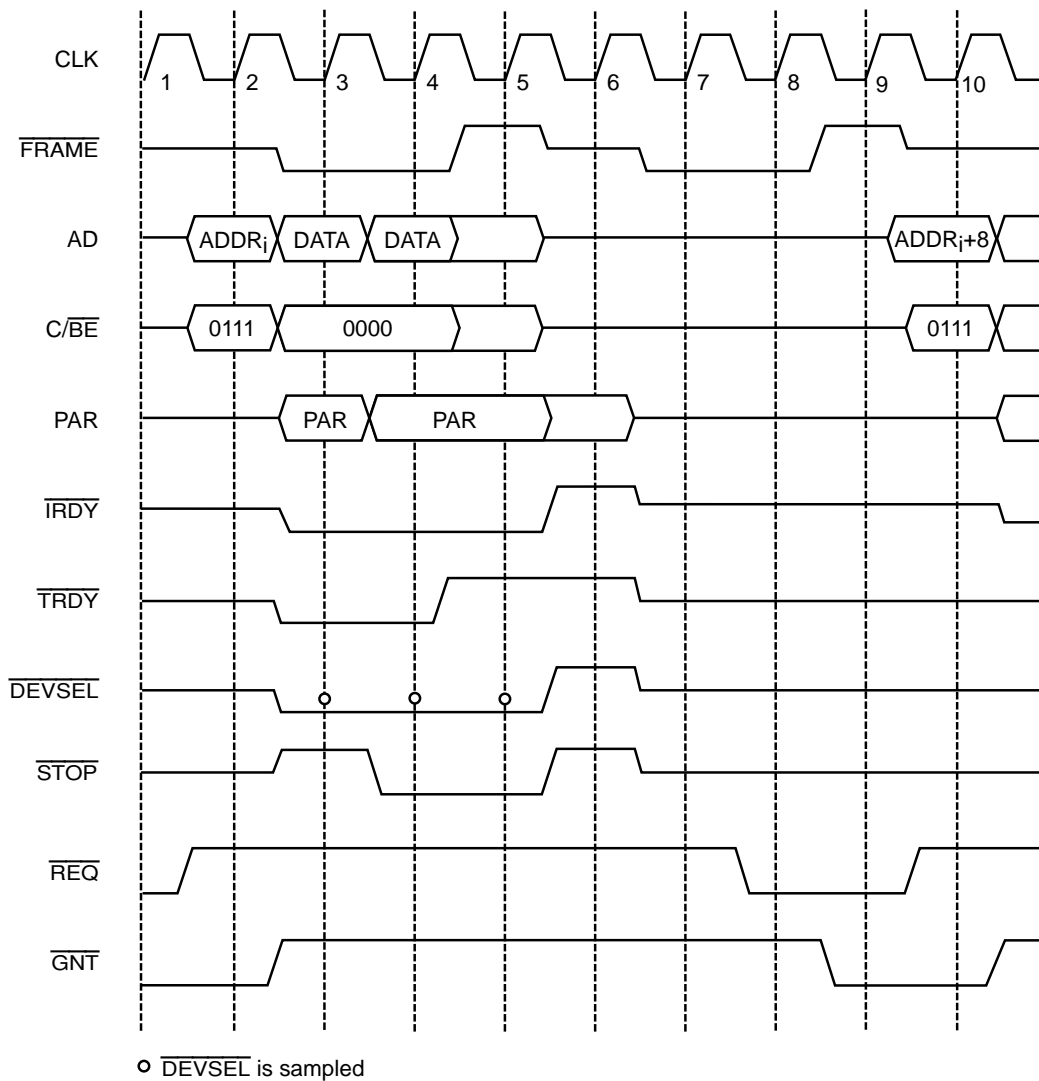 CLK
1 2 3 4 5 6 7 8 9 10
FRAME
AD
ADDRi DATA DATA ADDRi+8
C/BE
0111 0000 0111
PAR
PAR PAR
IRDY
TRDY
DEVSEL
STOP
REQ
GNT
DEVSEL is sampled